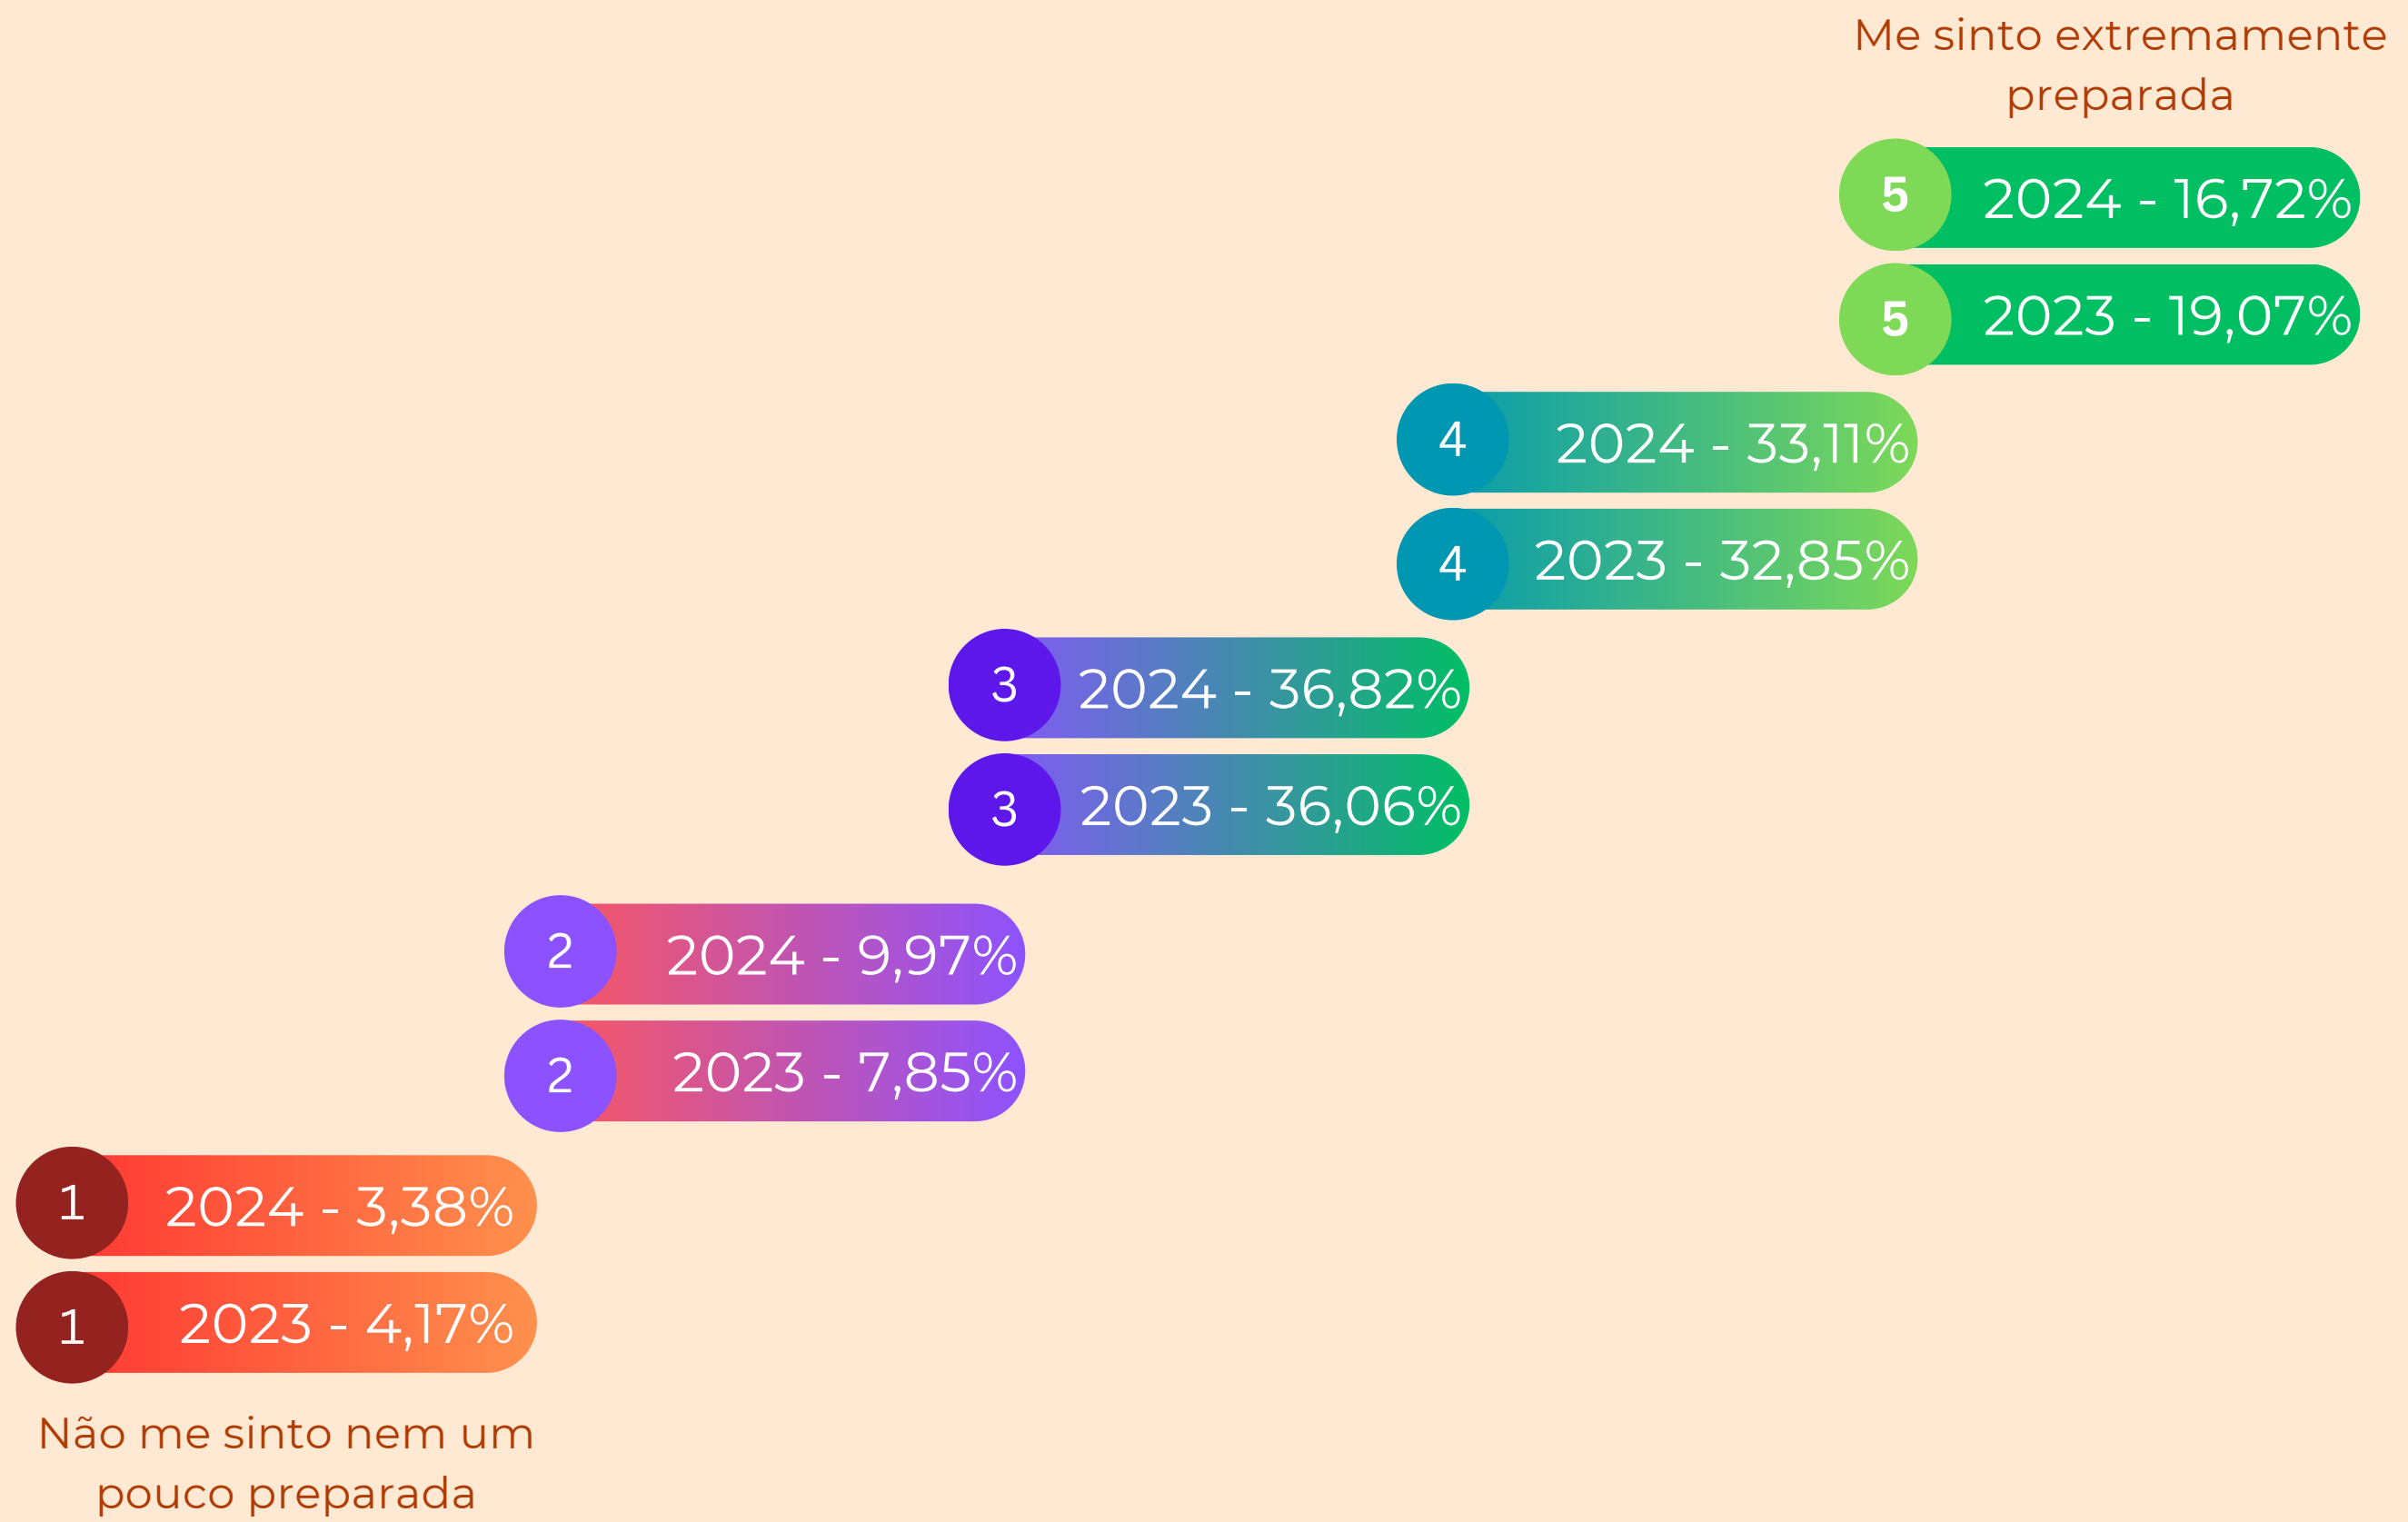 Me sinto extremamente
preparada
5 2024 - 16,72%
5 2023 - 19,07%
4 2024 - 33,11%
4 2023 - 32,85%
3 2024 - 36,82%
3 2023 - 36,06%
2 2024 - 9,97%
2 2023 - 7,85%
1 2024 - 3,38%
1 2023 - 4,17%
Não me sinto nem um
pouco preparada